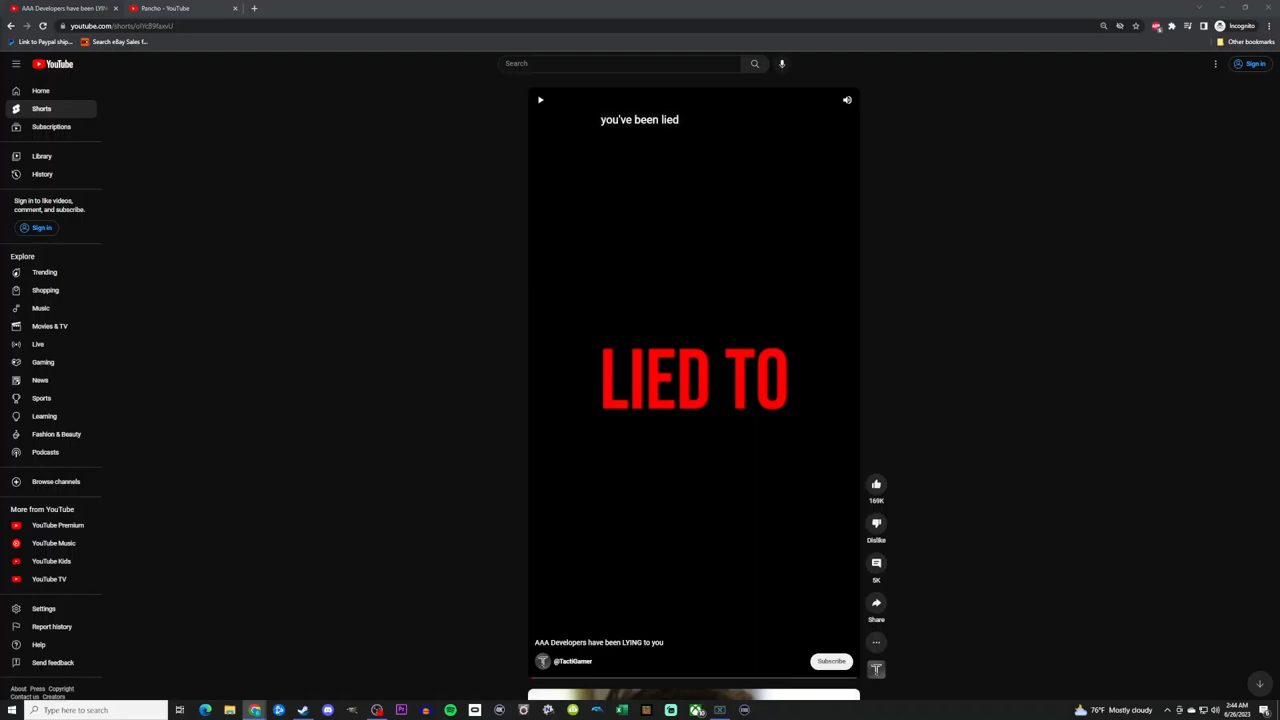 AAA Developers have been LYIN
Pancho - YouTube
youtube.com/shorts/oIYcB9faxvU
Incognito
Link to Paypal ship...
Search eBay Sales f...
Other bookmarks
YouTube
Search
Sign in
Home
Shorts
Subscriptions
Library
History
Sign in to like videos,
comment, and subscribe.
Sign in
Explore
Trending
Shopping
Music
Movies & TV
Live
Gaming
News
Sports
Learning
Fashion & Beauty
Podcasts
Browse channels
More from YouTube
YouTube Premium
YouTube Music
YouTube Kids
YouTube TV
Settings
Report history
Help
Send feedback
About Press Copyright
Contact us Creators
you've been lied
LIED TO
169K
Dislike
5K
Share
AAA Developers have been LYING to you
@TactiGamer
Subscribe
Type here to search
76°F Mostly cloudy
2:44 AM
6/26/2023